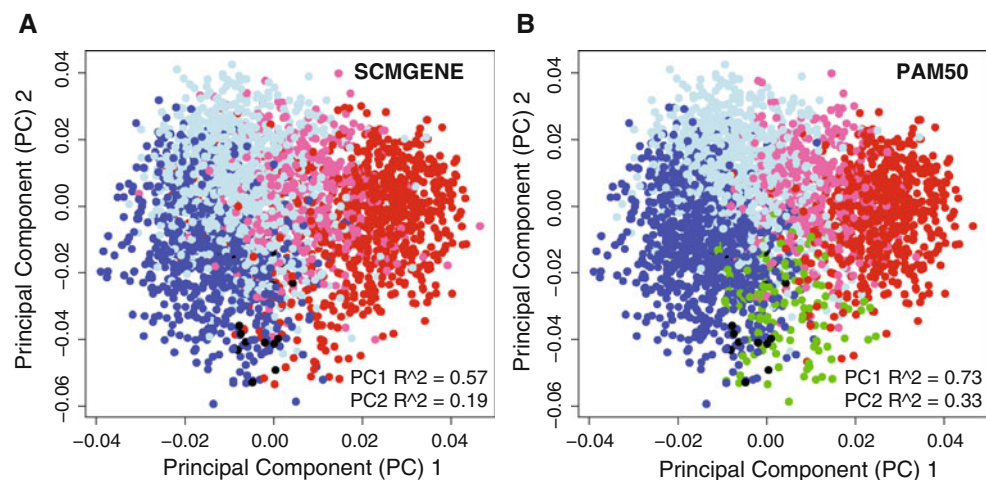 A
SCMGENE
Principal Component (PC) 2
0.04
0.02
0.00
−0.02
−0.04
−0.06
PC1 R^2 = 0.57
PC2 R^2 = 0.19
−0.04 −0.02 0.00 0.02 0.04
Principal Component (PC) 1
B
PAM50
Principal Component (PC) 2
0.04
0.02
0.00
−0.02
−0.04
−0.06
PC1 R^2 = 0.73
PC2 R^2 = 0.33
−0.04 −0.02 0.00 0.02 0.04
Principal Component (PC) 1